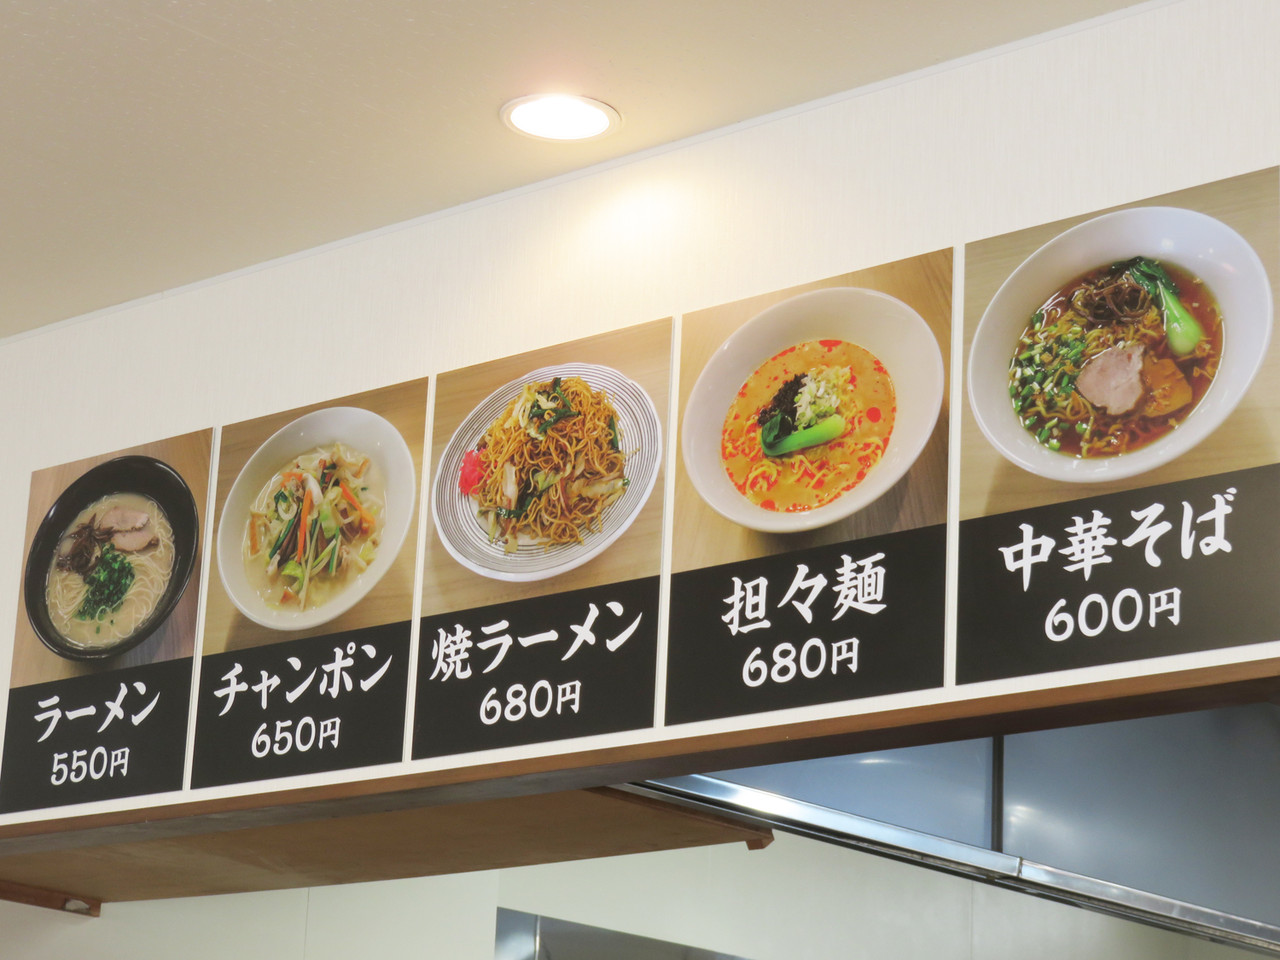 ラーメン
550円
チャンポン
650円
焼ラーメン
680円
担々麺
680円
中華そば
600円